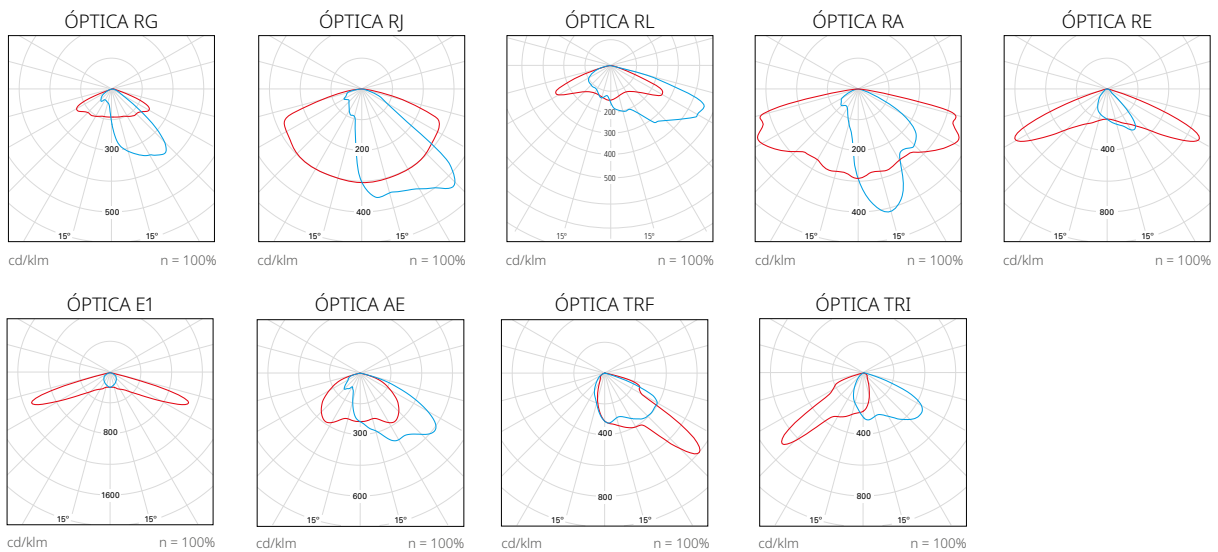 ÓPTICA RG
300
500
15° 15°
cd/klm n = 100%
ÓPTICA RJ
200
400
15° 15°
cd/klm n = 100%
ÓPTICA RL
200
300
400
500
15° 15°
cd/klm n = 100%
ÓPTICA RA
200
400
15° 15°
cd/klm n = 100%
ÓPTICA RE
400
800
15° 15°
cd/klm n = 100%
ÓPTICA E1
800
1600
15° 15°
cd/klm n = 100%
ÓPTICA AE
300
600
15° 15°
cd/klm n = 100%
ÓPTICA TRF
400
800
15° 15°
cd/klm n = 100%
ÓPTICA TRI
400
800
15° 15°
cd/klm n = 100%